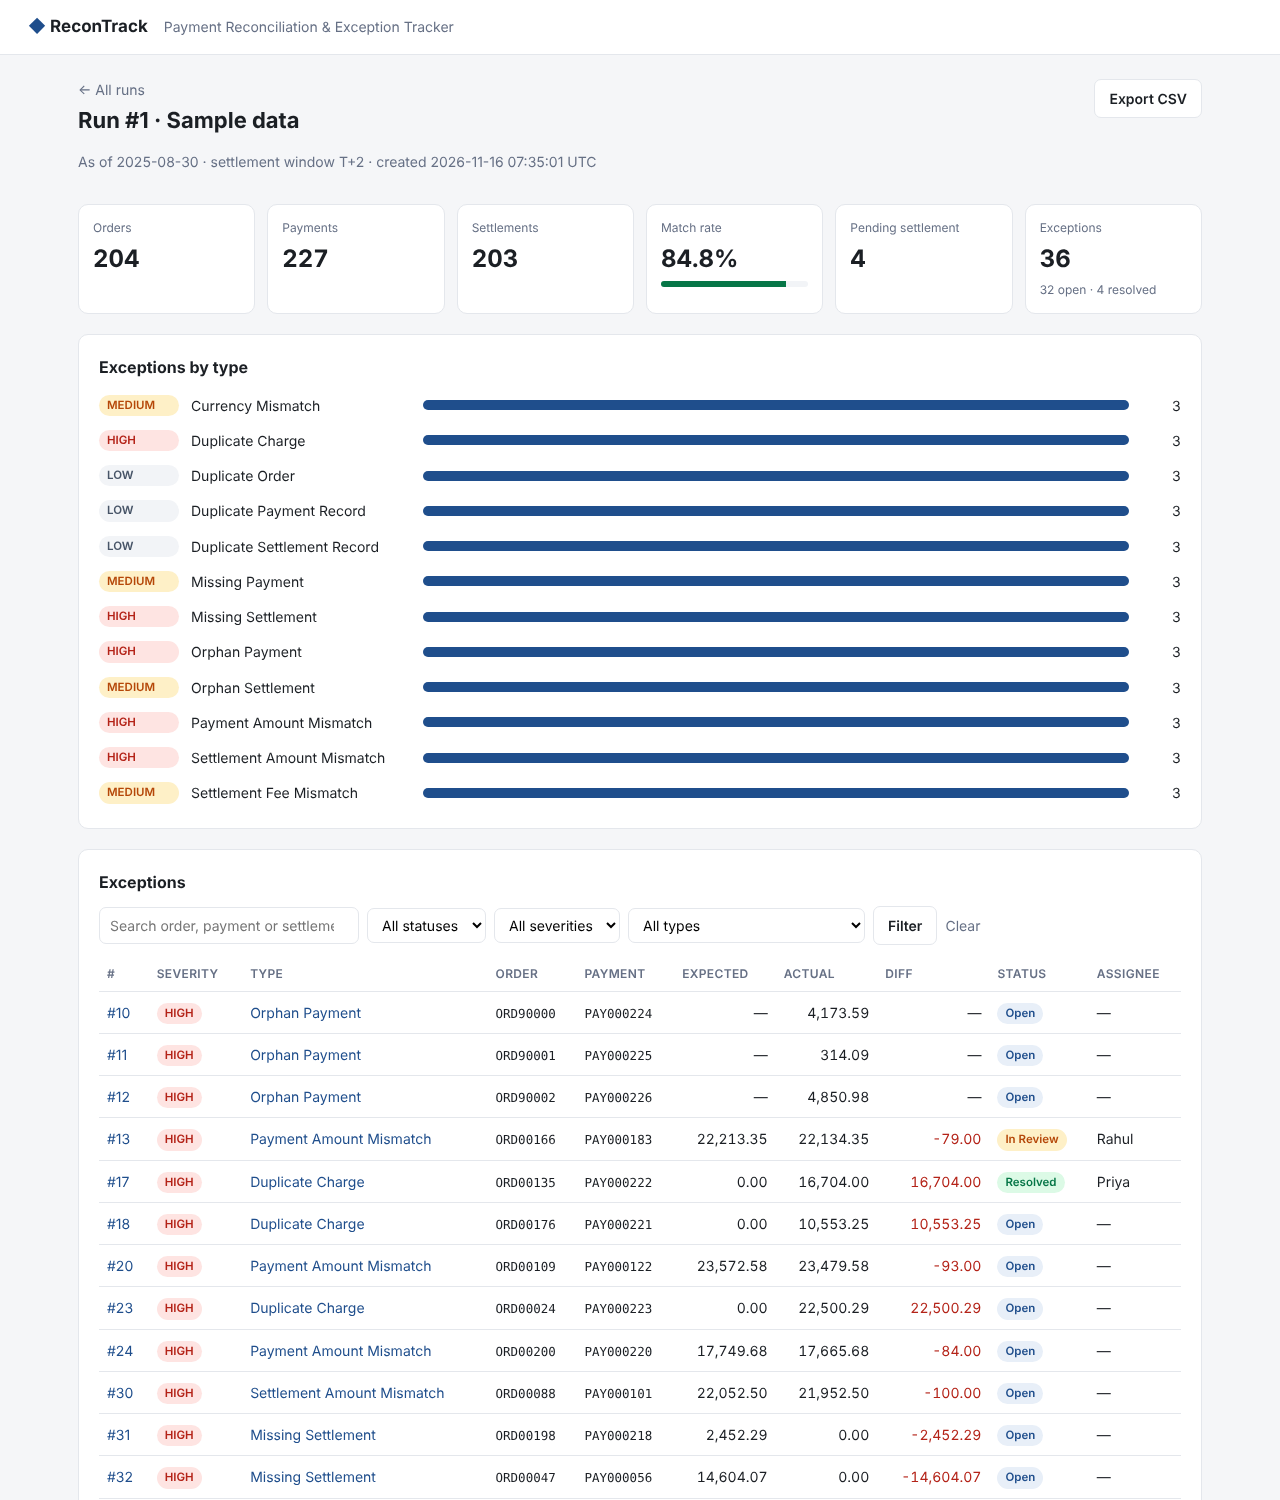 ◆ ReconTrack Payment Reconciliation & Exception Tracker
← All runs
Export CSV
Run #1 · Sample data
As of 2025-08-30 · settlement window T+2 · created 2026-11-16 07:35:01 UTC
Orders Payments Settlements Match rate Pending settlement Exceptions
204 227 203 84.8% 4 36
32 open · 4 resolved
Exceptions by type
MEDIUM Currency Mismatch 3
HIGH Duplicate Charge 3
LOW Duplicate Order 3
LOW Duplicate Payment Record 3
LOW Duplicate Settlement Record 3
MEDIUM Missing Payment 3
HIGH Missing Settlement 3
HIGH Orphan Payment 3
MEDIUM Orphan Settlement 3
HIGH Payment Amount Mismatch 3
HIGH Settlement Amount Mismatch 3
MEDIUM Settlement Fee Mismatch 3
Exceptions
Search order, payment or settleme All statuses All severities All types Filter Clear
# SEVERITY TYPE ORDER PAYMENT EXPECTED ACTUAL DIFF STATUS ASSIGNEE
#10 HIGH Orphan Payment ORD90000 PAY000224 — 4,173.59 — Open —
#11 HIGH Orphan Payment ORD90001 PAY000225 — 314.09 — Open —
#12 HIGH Orphan Payment ORD90002 PAY000226 — 4,850.98 — Open —
#13 HIGH Payment Amount Mismatch ORD00166 PAY000183 22,213.35 22,134.35 -79.00 In Review Rahul
#17 HIGH Duplicate Charge ORD00135 PAY000222 0.00 16,704.00 16,704.00 Resolved Priya
#18 HIGH Duplicate Charge ORD00176 PAY000221 0.00 10,553.25 10,553.25 Open —
#20 HIGH Payment Amount Mismatch ORD00109 PAY000122 23,572.58 23,479.58 -93.00 Open —
#23 HIGH Duplicate Charge ORD00024 PAY000223 0.00 22,500.29 22,500.29 Open —
#24 HIGH Payment Amount Mismatch ORD00200 PAY000220 17,749.68 17,665.68 -84.00 Open —
#30 HIGH Settlement Amount Mismatch ORD00088 PAY000101 22,052.50 21,952.50 -100.00 Open —
#31 HIGH Missing Settlement ORD00198 PAY000218 2,452.29 0.00 -2,452.29 Open —
#32 HIGH Missing Settlement ORD00047 PAY000056 14,604.07 0.00 -14,604.07 Open —